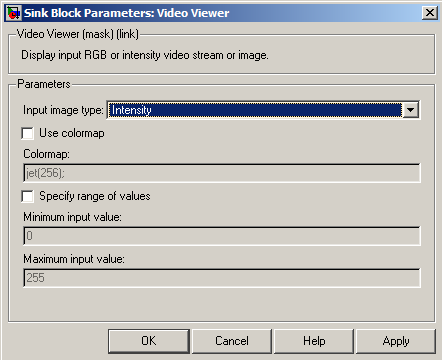 Sink Block Parameters: Video Viewer
Video Viewer (mask) (link)
Display input RGB or intensity video stream or image.
Parameters
Input image type: Intensity
Use colormap
Colormap:
jet(256);
Specify range of values
Minimum input value:
0
Maximum input value:
255
OK Cancel Help Apply